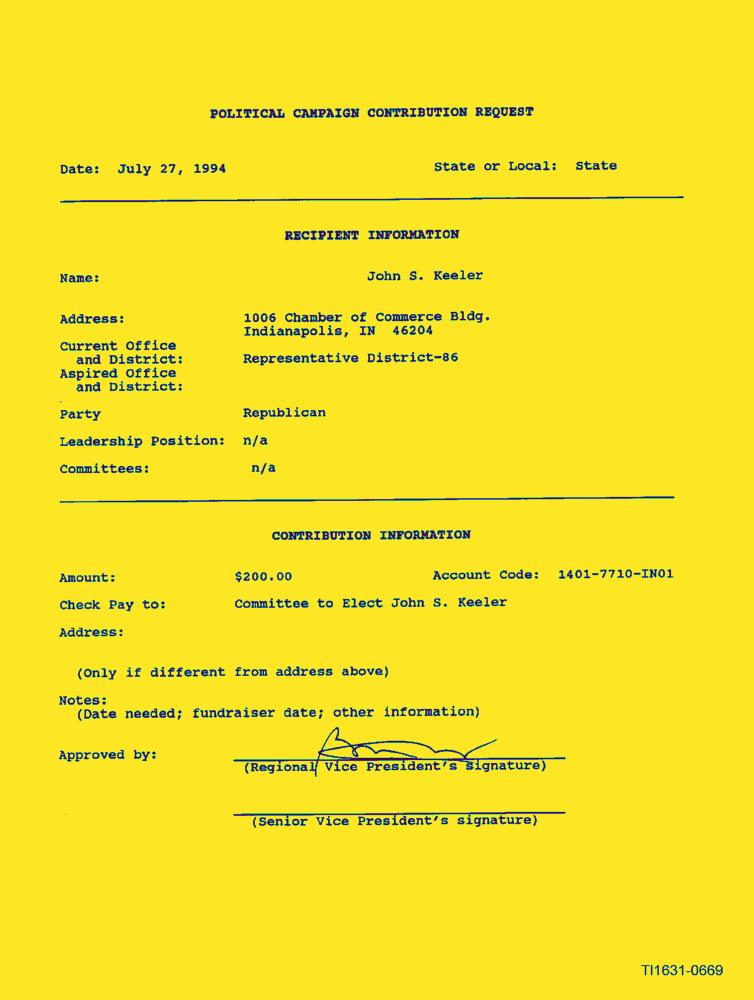 POLITICAL CAMPAIGN CONTRIBUTION REQUEST
Date: July 27, 1994 State or Local: State
RECIPIENT INFORMATION
Name: John S. Keeler
Address: 1006 Chamber of Commerce Bldg.
Indianapolis, IN 46204
Current Office
and District: Representative District-86
Aspired Office
and District:
Party Republican
Leadership Position: n/a
Committees: n/a
CONTRIBUTION INFORMATION
Amount: $200.00 Account Code: 1401-7710-IN01
Check Pay to: Committee to Elect John S. Keeler
Address:
(Only if different from address above)
Notes:
(Date needed; fundraiser date; other information)
Approved by:
(Regional Vice President's signature)
(Senior Vice President's signature)
TI1631-0669